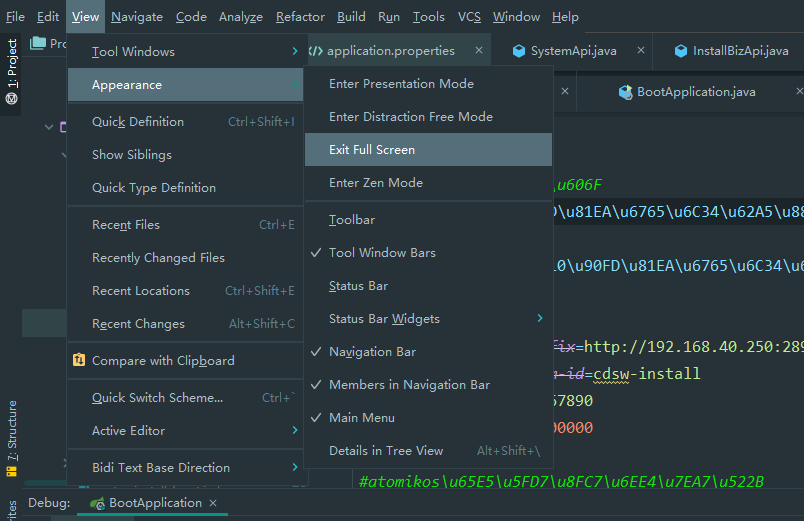 File Edit View Navigate Code Analyze Refactor Build Run Tools VCS Window Help
1: Project
Tool Windows
Appearance
Quick Definition Ctrl+Shift+I
Show Siblings
Quick Type Definition
Recent Files Ctrl+E
Recently Changed Files
Recent Locations Ctrl+Shift+E
Recent Changes Alt+Shift+C
Compare with Clipboard
Quick Switch Scheme... Ctrl+`
Active Editor
Bidi Text Base Direction
application.properties × SystemApi.java × InstallBizApi.java
× BootApplication.java ×
Enter Presentation Mode
Enter Distraction Free Mode
Exit Full Screen
Enter Zen Mode
Toolbar
Tool Window Bars
Status Bar
Status Bar Widgets
Navigation Bar
Members in Navigation Bar
Main Menu
Details in Tree View Alt+Shift+\
\u606F
\u81EA\u6765\u6C34\u62A5\u8
\u90FD\u81EA\u6765\u6C34\u6
fix=http://192.168.40.250:289
-id=cdsw-install
57890
00000
#atomikos\u65E5\u5FD7\u8FC7\u6EE4\u7EA7\u522B
7: Structure
Debug: BootApplication ×